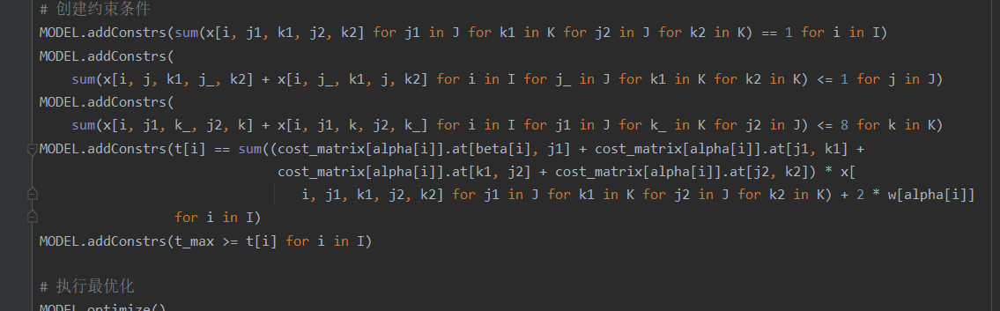 # 创建约束条件
MODEL.addConstrs(sum(x[i, j1, k1, j2, k2] for j1 in J for k1 in K for j2 in J for k2 in K) == 1 for i in I)
MODEL.addConstrs(
sum(x[i, j, k1, j_, k2] + x[i, j_, k1, j, k2] for i in I for j_ in J for k1 in K for k2 in K) <= 1 for j in J)
MODEL.addConstrs(
sum(x[i, j1, k_, j2, k] + x[i, j1, k, j2, k_] for i in I for j1 in J for k_ in K for j2 in J) <= 8 for k in K)
MODEL.addConstrs(t[i] == sum((cost_matrix[alpha[i]].at[beta[i], j1] + cost_matrix[alpha[i]].at[j1, k1] +
cost_matrix[alpha[i]].at[k1, j2] + cost_matrix[alpha[i]].at[j2, k2]) * x[
i, j1, k1, j2, k2] for j1 in J for k1 in K for j2 in J for k2 in K) + 2 * w[alpha[i]]
for i in I)
MODEL.addConstrs(t_max >= t[i] for i in I)
# 执行最优化
MODEL.optimize()